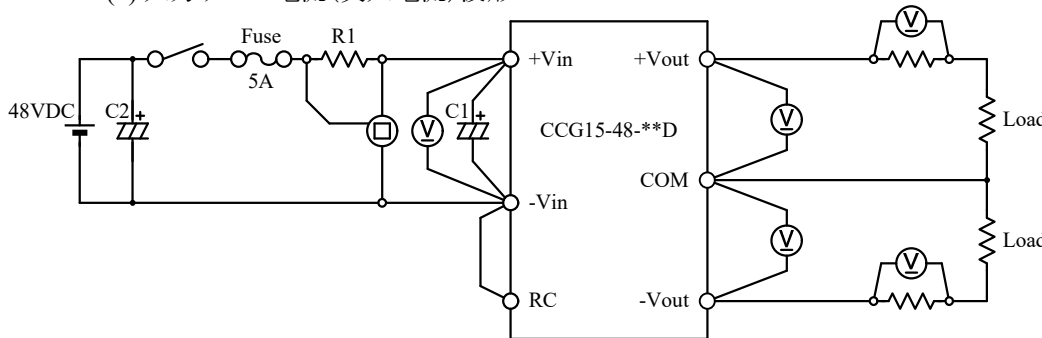 Fuse
R1
5A
48VDC
C2
+
C1
+
V
+Vin
-Vin
RC
CCG15-48-**D
+Vout
COM
-Vout
V
V
V
V
Load
Load